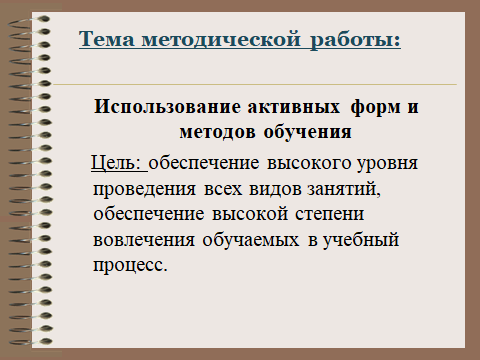 Тема методической работы:
Использование активных форм и
методов обучения
Цель: обеспечение высокого уровня
проведения всех видов занятий,
обеспечение высокой степени
вовлечения обучаемых в учебный
процесс.